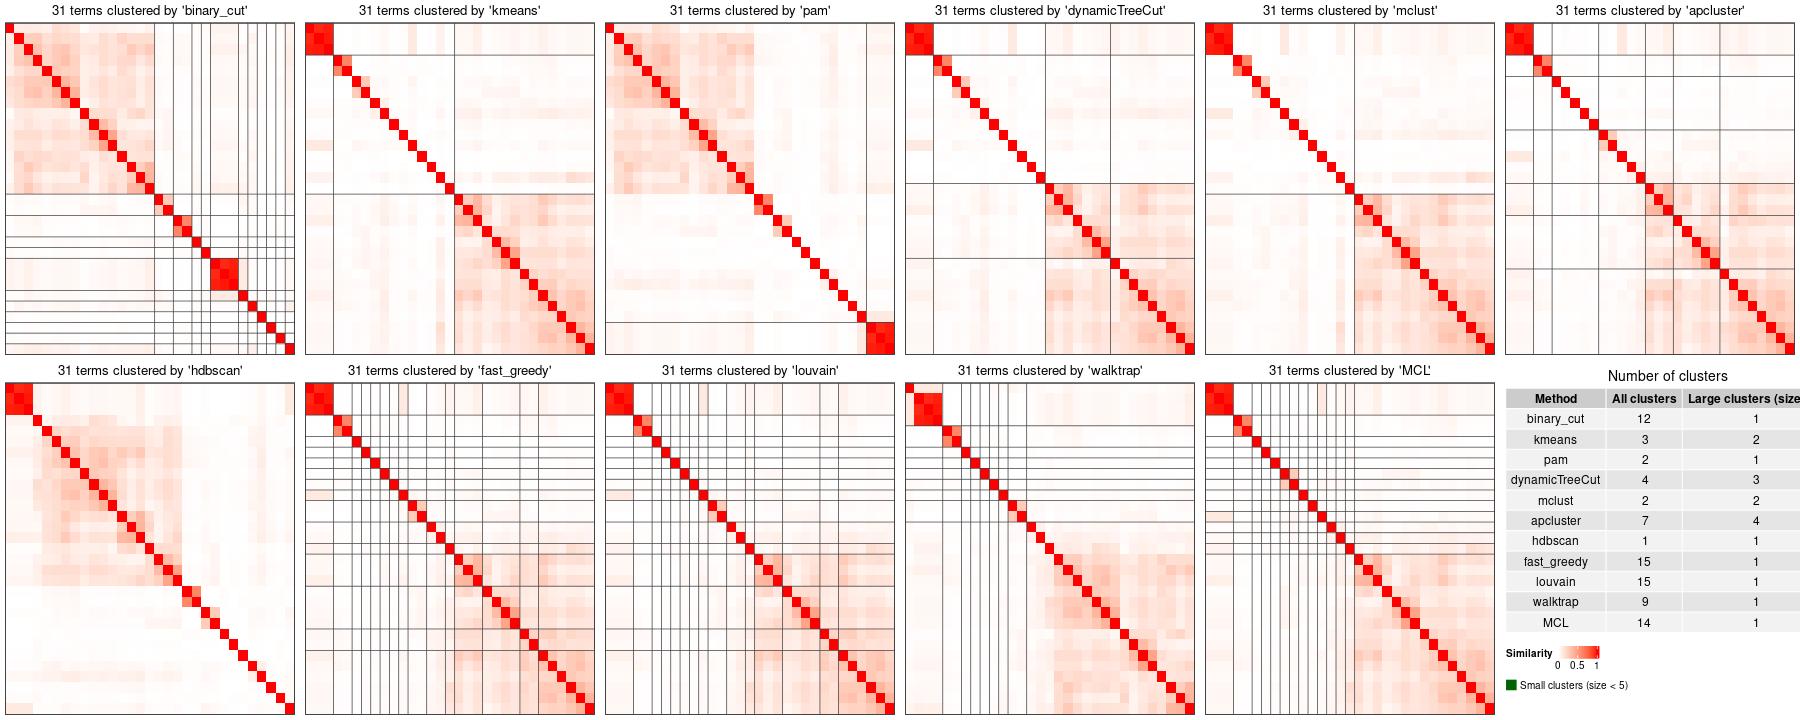 31 terms clustered by 'binary_cut'
31 terms clustered by 'kmeans'
31 terms clustered by 'pam'
31 terms clustered by 'dynamicTreeCut'
31 terms clustered by 'mclust'
31 terms clustered by 'apcluster'
31 terms clustered by 'hdbscan'
31 terms clustered by 'fast_greedy'
31 terms clustered by 'louvain'
31 terms clustered by 'walktrap'
31 terms clustered by 'MCL'
Number of clusters
Method All clusters Large clusters (size
binary_cut 12 1
kmeans 3 2
pam 2 1
dynamicTreeCut 4 3
mclust 2 2
apcluster 7 4
hdbscan 1 1
fast_greedy 15 1
louvain 15 1
walktrap 9 1
MCL 14 1
Similarity
0 0.5 1
Small clusters (size < 5)